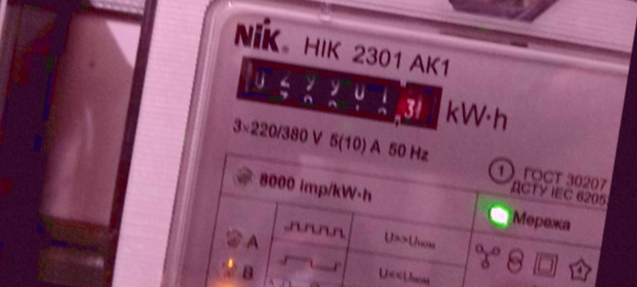 NiK. НІК 2301 АК1
kW·h
3×220/380 V 5(10) A 50 Hz
8000 imp/kW·h
1 ГОСТ 30207
ДСТУ IEC 6205
Мережа
A
U>>Uном
B
U<<Uном